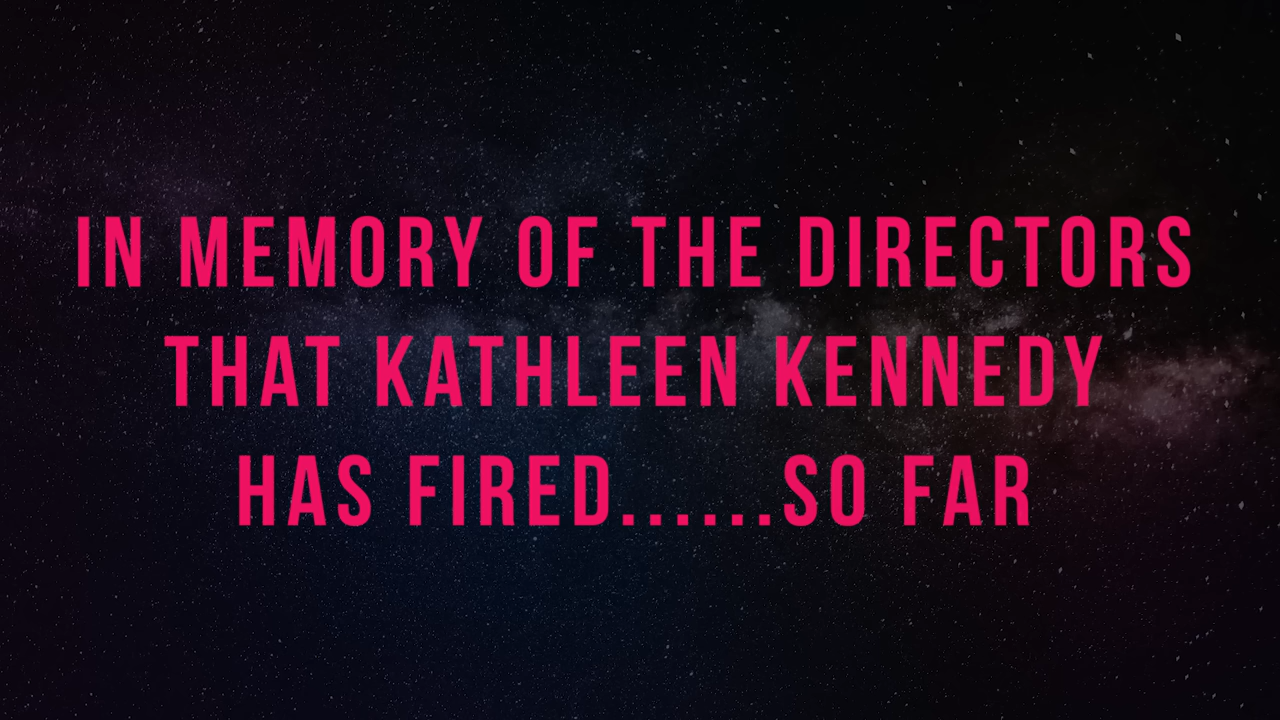 IN MEMORY OF THE DIRECTORS
THAT KATHLEEN KENNEDY
HAS FIRED......SO FAR